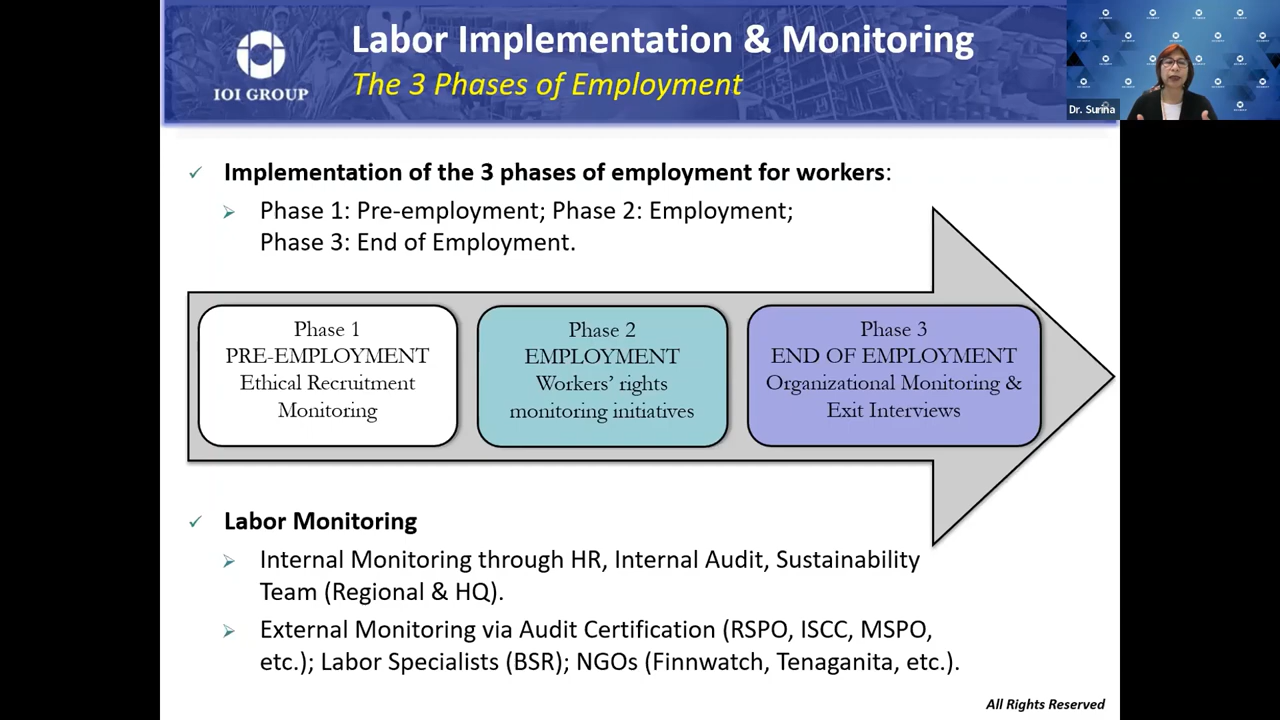 Labor Implementation & Monitoring
The 3 Phases of Employment
IOI GROUP
Dr. Surina
✓ Implementation of the 3 phases of employment for workers:
Phase 1: Pre-employment; Phase 2: Employment;
Phase 3: End of Employment.
Phase 1
PRE-EMPLOYMENT
Ethical Recruitment
Monitoring
Phase 2
EMPLOYMENT
Workers’ rights
monitoring initiatives
Phase 3
END OF EMPLOYMENT
Organizational Monitoring &
Exit Interviews
✓ Labor Monitoring
Internal Monitoring through HR, Internal Audit, Sustainability
Team (Regional & HQ).
External Monitoring via Audit Certification (RSPO, ISCC, MSPO,
etc.); Labor Specialists (BSR); NGOs (Finnwatch, Tenaganita, etc.).
All Rights Reserved